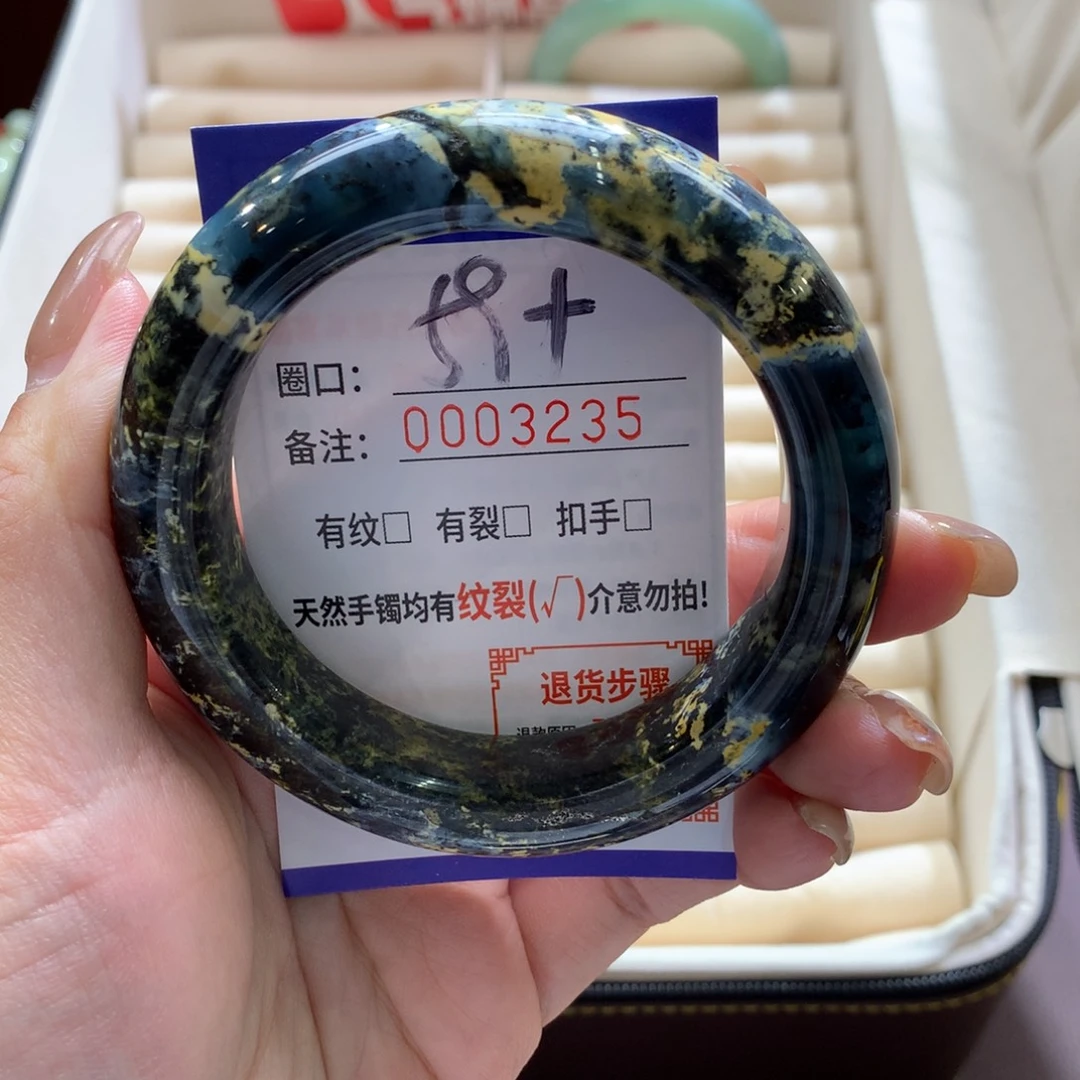 圈口： 59+
备注： 0003235
有纹□ 有裂□ 扣手□
天然手镯均有纹裂(√)介意勿拍!
退货步骤